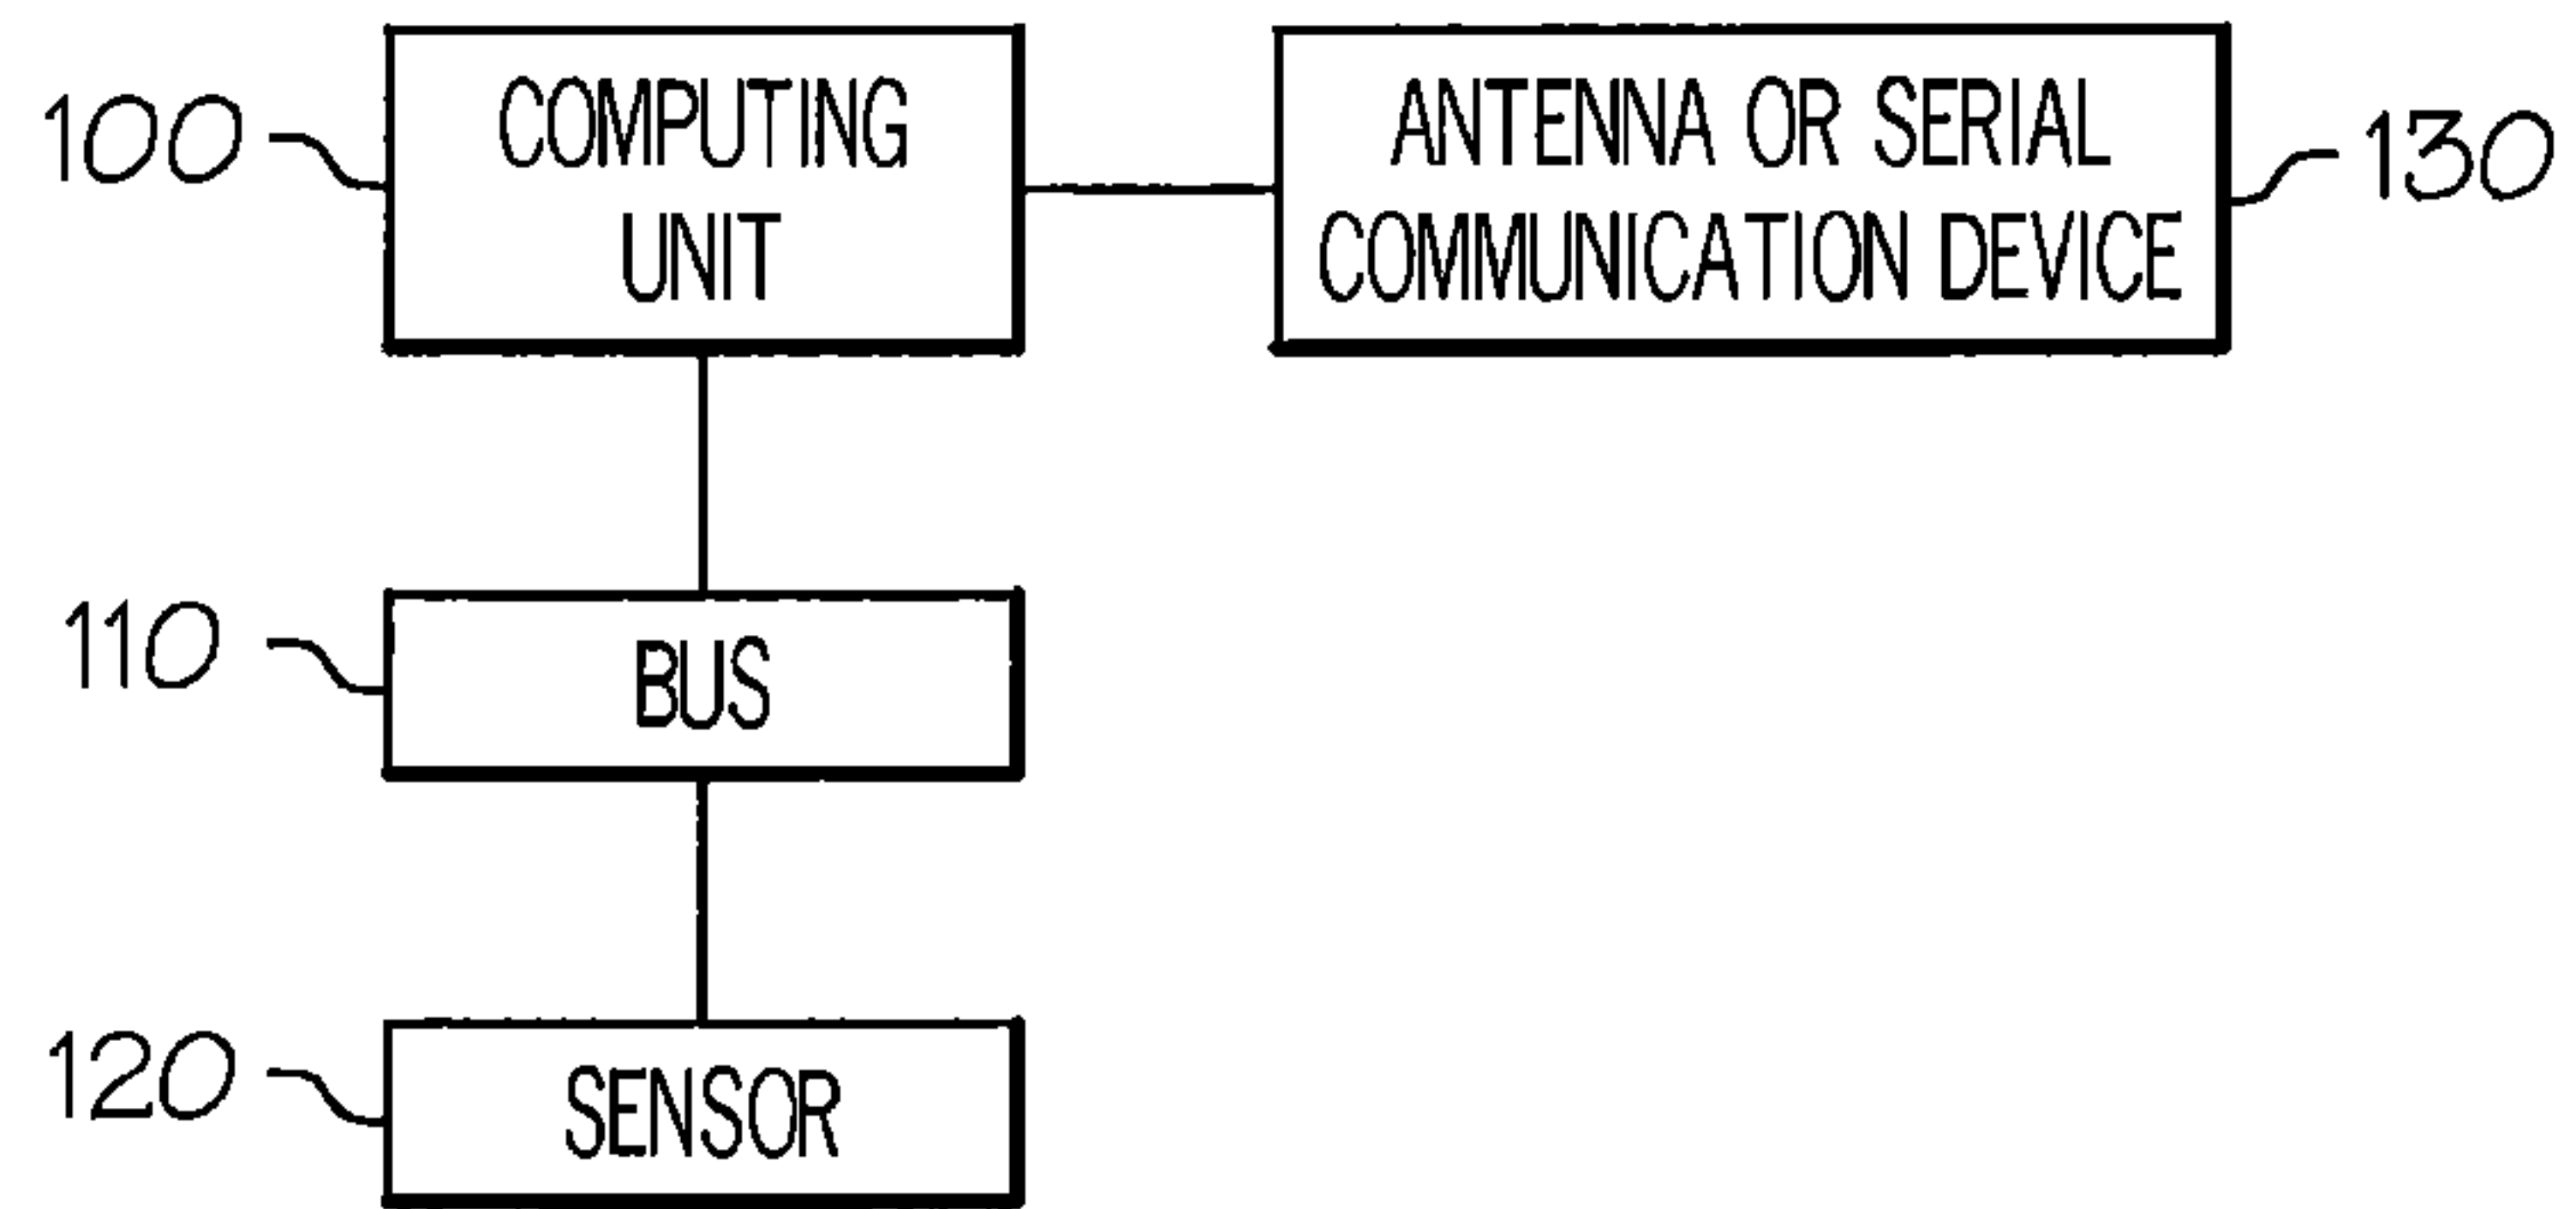 100
COMPUTING
UNIT
ANTENNA OR SERIAL
COMMUNICATION DEVICE
130
110
BUS
120
SENSOR